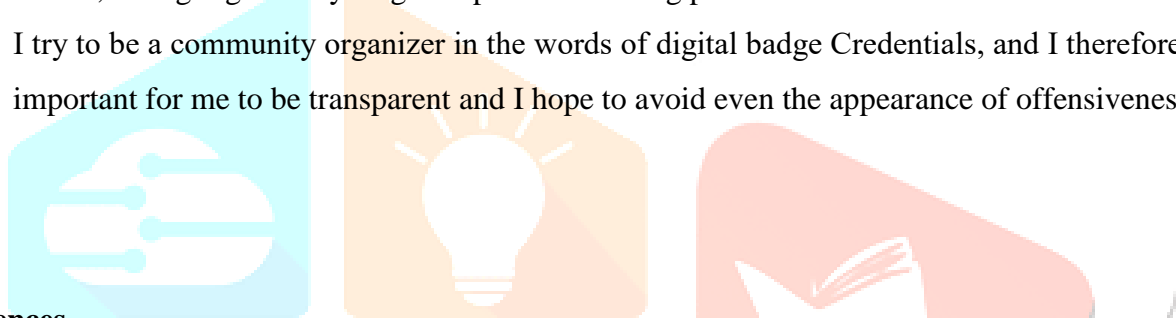 I try to be a community organizer in the words of digital badge Credentials, and I therefore
important for me to be transparent and I hope to avoid even the appearance of offensivenes